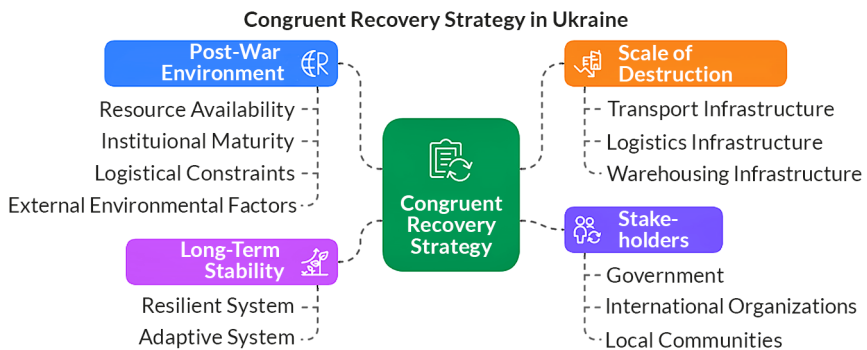 Congruent Recovery Strategy in Ukraine
Post-War
Environment
Resource Availability
Instituional Maturity
Logistical Constraints
External Environmental Factors
Long-Term
Stability
Resilient System
Adaptive System
Congruent
Recovery
Strategy
Scale of
Destruction
Transport Infrastructure
Logistics Infrastructure
Warehousing Infrastructure
Stake-
holders
Government
International Organizations
Local Communities